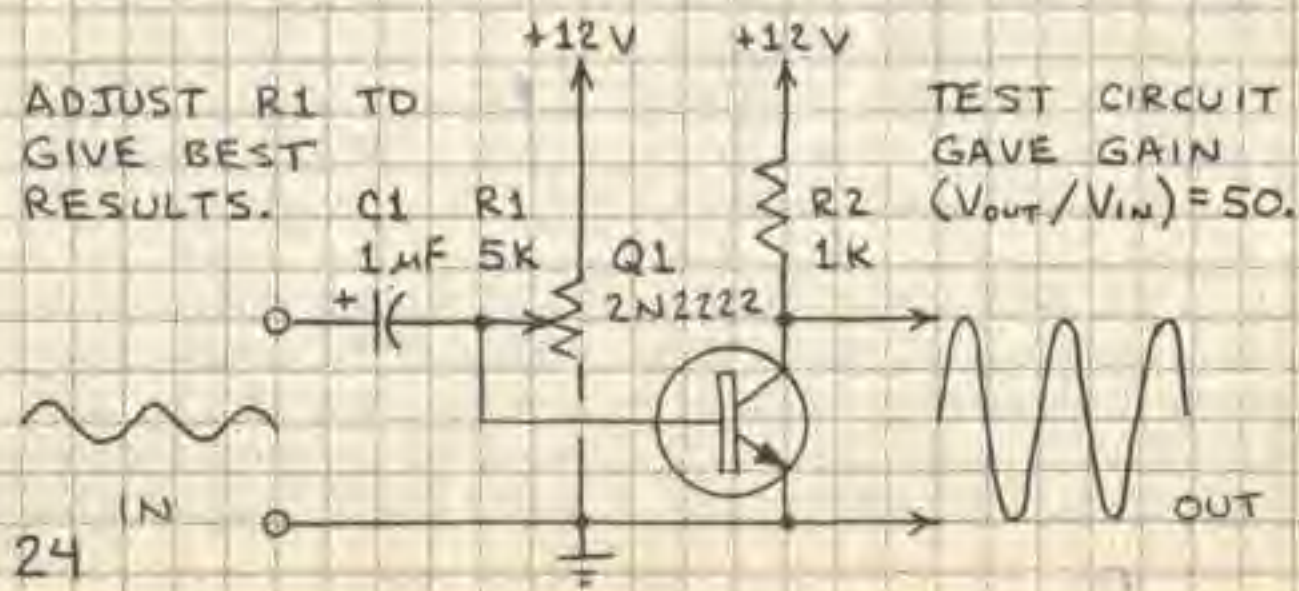 +12V +12V
ADJUST R1 TO
GIVE BEST
RESULTS.
TEST CIRCUIT
GAVE GAIN
(VOUT/VIN)=50.
C1 R1
1µF 5K
+
Q1
2N2222
R2
1K
IN
OUT
24